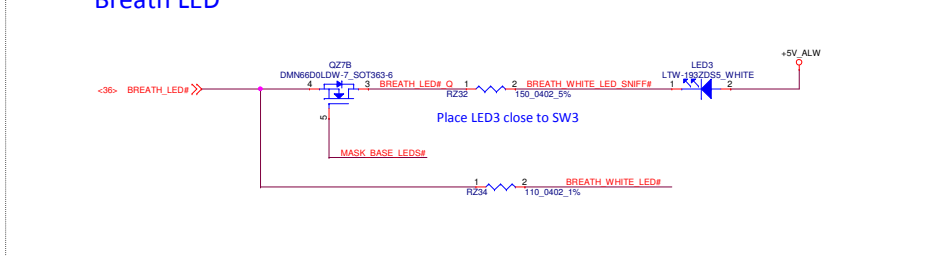 Breath LED
+5V_ALW
QZ7B
DMN66D0LDW-7_SOT363-6
LED3
LTW-193ZDS5_WHITE
<36> BREATH_LED#
4 3 BREATH_LED#_Q 1 2 BREATH_WHITE_LED_SNIFF# 1 2
RZ32 150_0402_5%
5
Place LED3 close to SW3
MASK_BASE_LEDS#
1 2 BREATH_WHITE_LED#
RZ34 110_0402_1%